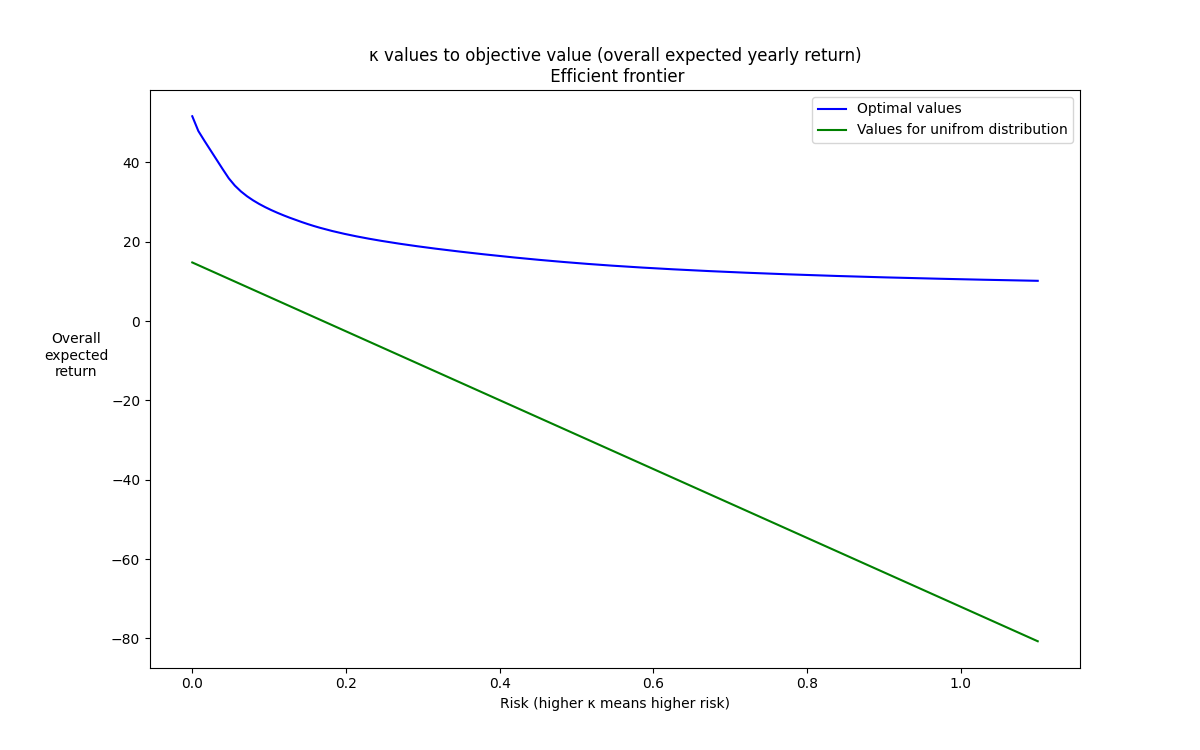 κ values to objective value (overall expected yearly return)
Efficient frontier
Optimal values
Values for unifrom distribution
40
20
0
−20
−40
−60
−80
Overall
expected
return
0.0
0.2
0.4
0.6
0.8
1.0
Risk (higher κ means higher risk)